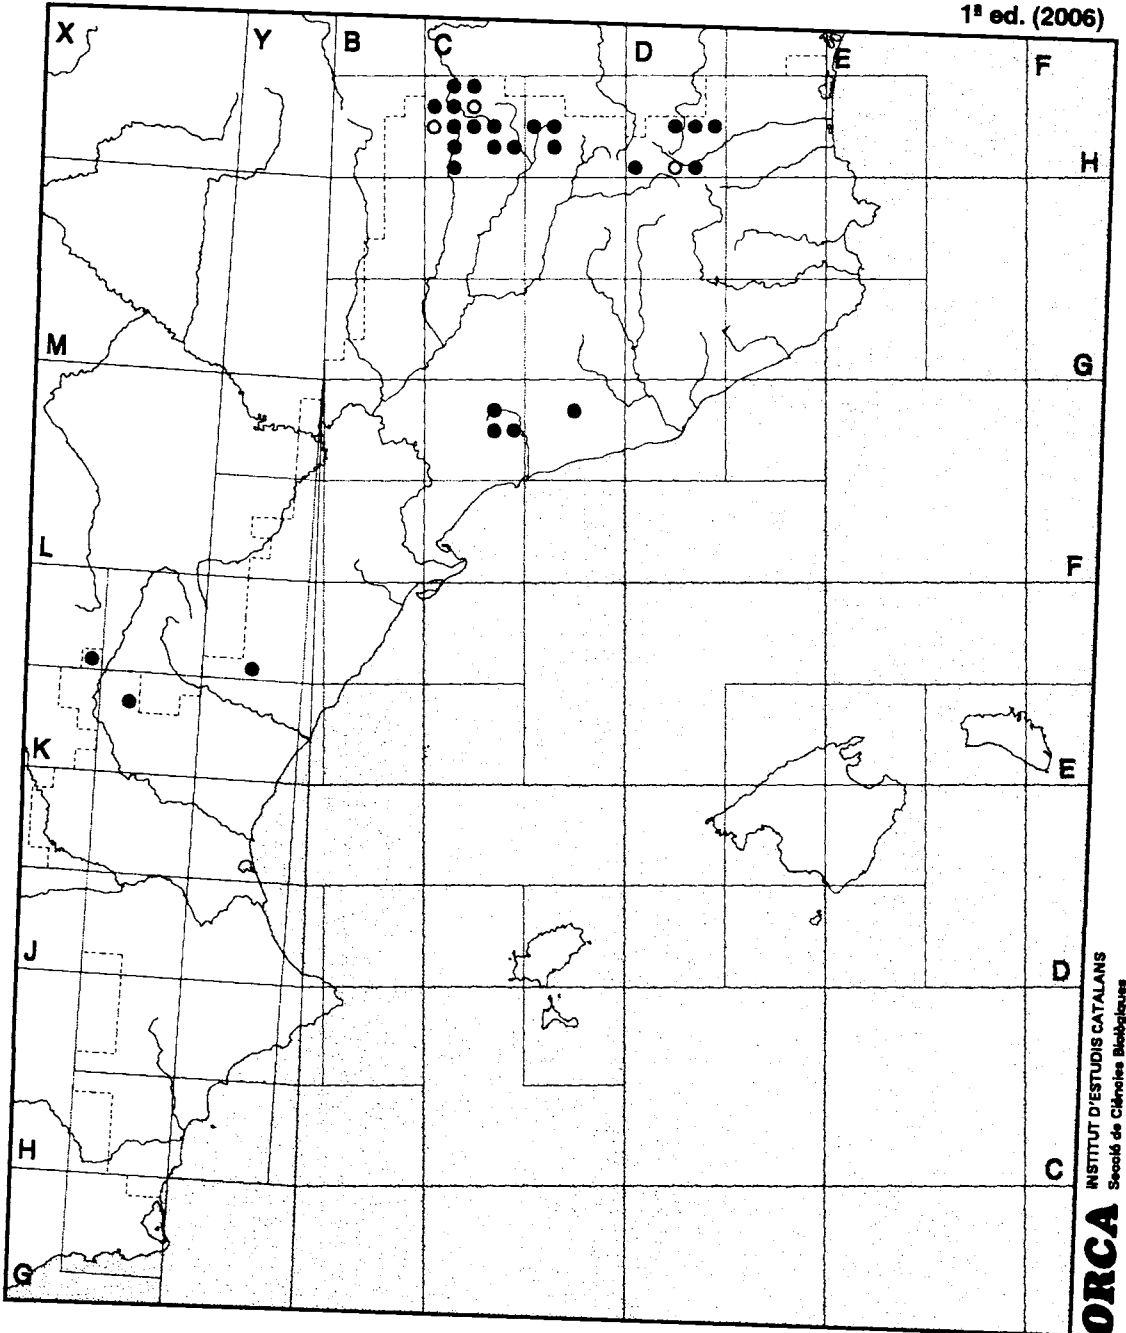 1ª ed. (2006)
X
Y
B
C
D
E
F
H
M
G
L
F
K
E
J
D
H
C
G
INSTITUT D'ESTUDIS CATALANS
Secció de Ciències Biològiques
ORCA